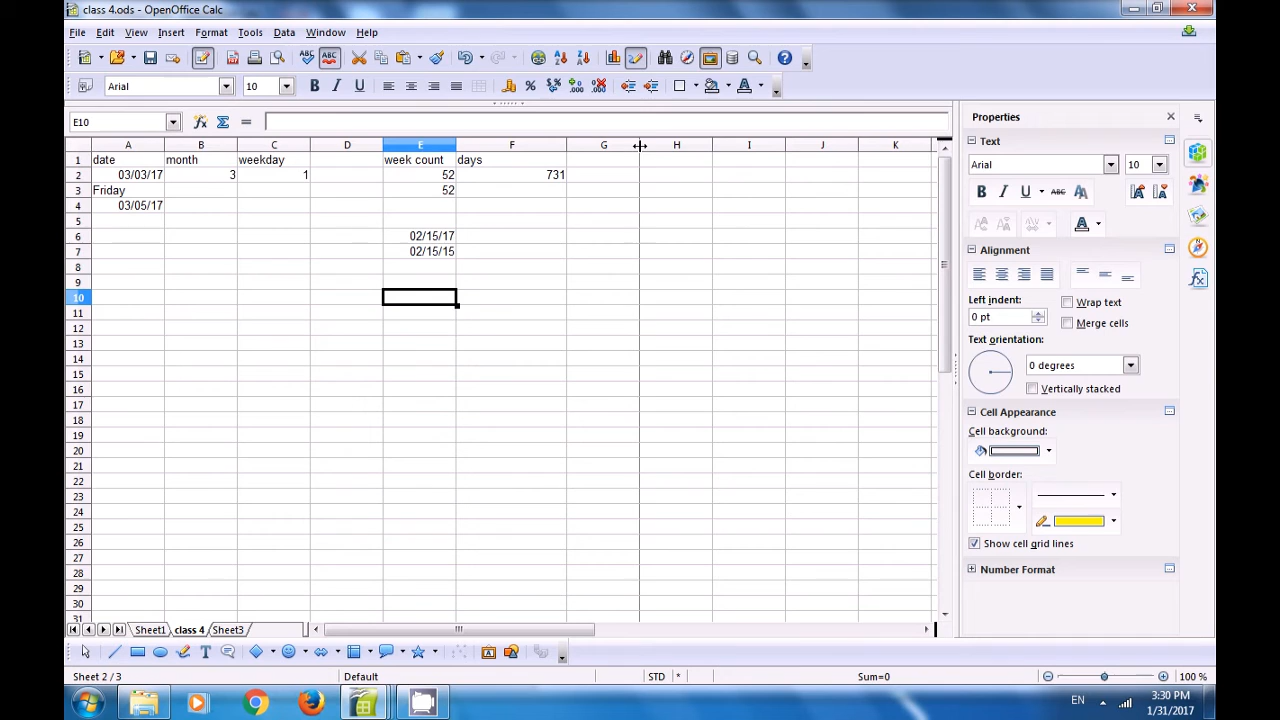 class 4.ods - OpenOffice Calc
File Edit View Insert Format Tools Data Window Help
Arial 10
E10
Properties
A B C D E F G H I J K
1 date month weekday week count days
2 03/03/17 3 1 52 731
3 Friday 52
4 03/05/17
5
6 02/15/17
7 02/15/15
8
9
10
11
12
13
14
15
16
17
18
19
20
21
22
23
24
25
26
27
28
29
30
31
Text
Arial 10
Alignment
Left indent:
0 pt
Wrap text
Merge cells
Text orientation:
0 degrees
Vertically stacked
Cell Appearance
Cell background:
Cell border:
Show cell grid lines
Number Format
Sheet1 class 4 Sheet3
Sheet 2 / 3 Default STD * Sum=0 100 %
EN 3:30 PM
1/31/2017